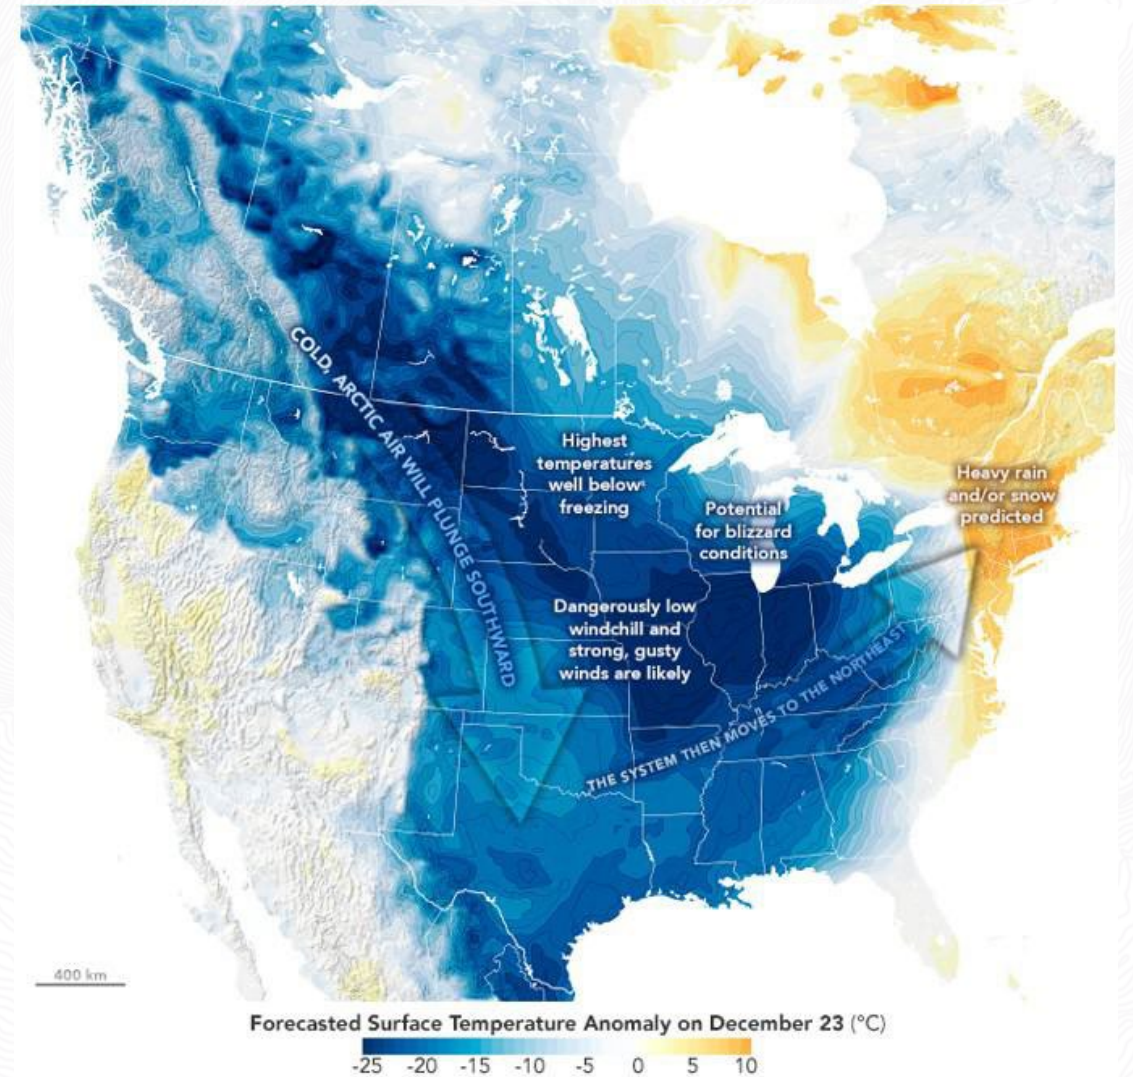 COLD, ARCTIC AIR WILL PLUNGE SOUTHWARD
Highest
temperatures
well below
freezing
Potential
for blizzard
conditions
Heavy rain
and/or snow
predicted
Dangerously low
windchill and
strong, gusty
winds are likely
THE SYSTEM THEN MOVES TO THE NORTHEAST
400 km
Forecasted Surface Temperature Anomaly on December 23 (°C)
-25 -20 -15 -10 -5 0 5 10